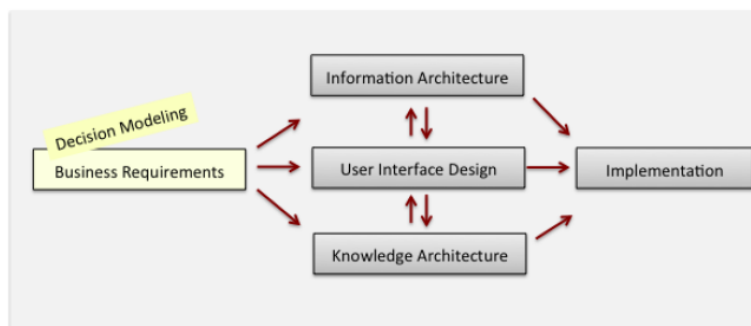 Information Architecture
Decision Modeling
Business Requirements
User Interface Design
Implementation
Knowledge Architecture